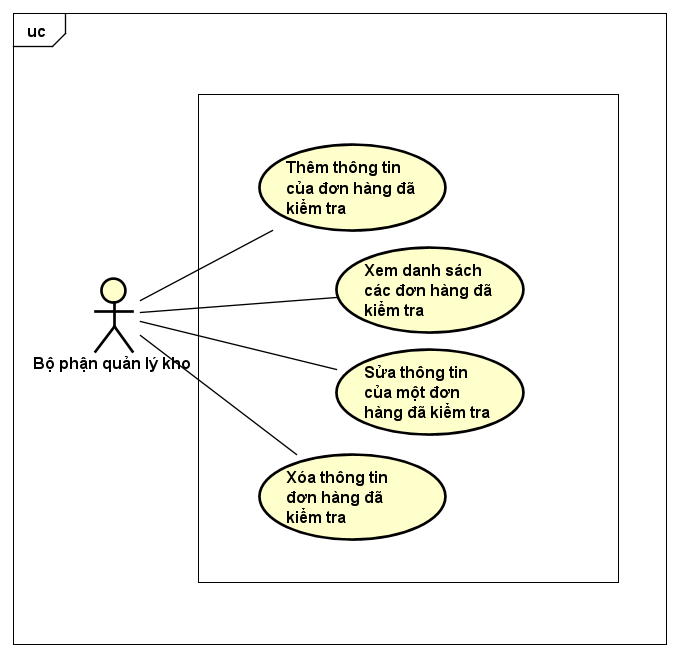 uc
Thêm thông tin
của đơn hàng đã
kiểm tra
Xem danh sách
các đơn hàng đã
kiểm tra
Bộ phận quản lý kho
Sửa thông tin
của một đơn
hàng đã kiểm tra
Xóa thông tin
đơn hàng đã
kiểm tra